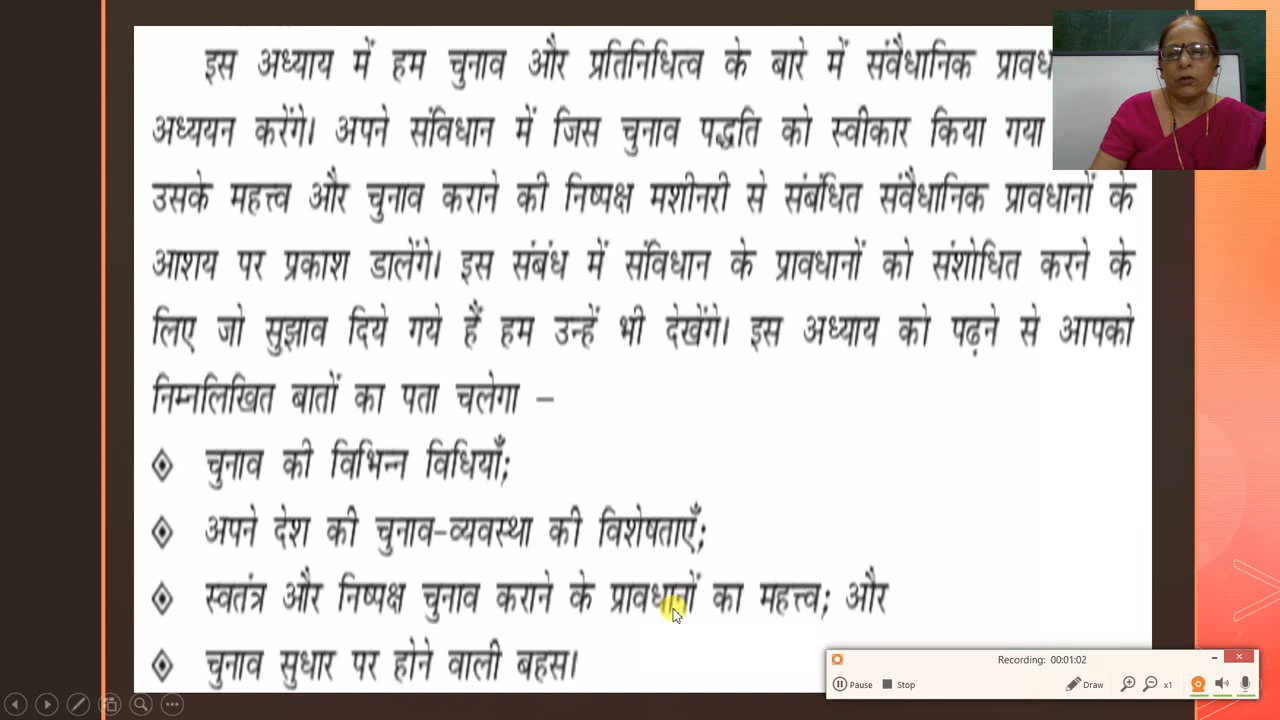 इस अध्याय में हम चुनाव और प्रतिनिधित्व के बारे में संवैधानिक
अध्ययन करेंगे। अपने संविधान में जिस चुनाव पद्धति को स्वीकार किया गया
उसके महत्त्व और चुनाव कराने की निष्पक्ष मशीनरी से संबंधित संवैधानिक प्रावधानों के
आशय पर प्रकाश डालेंगे। इस संबंध में संविधान के प्रावधानों को संशोधित करने के
लिए जो सुझाव दिये गये हैं हम उन्हें भी देखेंगे। इस अध्याय को पढ़ने से आपको
निम्नलिखित बातों का पता चलेगा –
चुनाव की विभिन्न विधियाँ;
अपने देश की चुनाव-व्यवस्था की विशेषताएँ;
स्वतंत्र और निष्पक्ष चुनाव कराने के प्रावधानों का महत्त्व; और
चुनाव सुधार पर होने वाली बहस।
Recording: 00:01:02
Pause Stop Draw x1